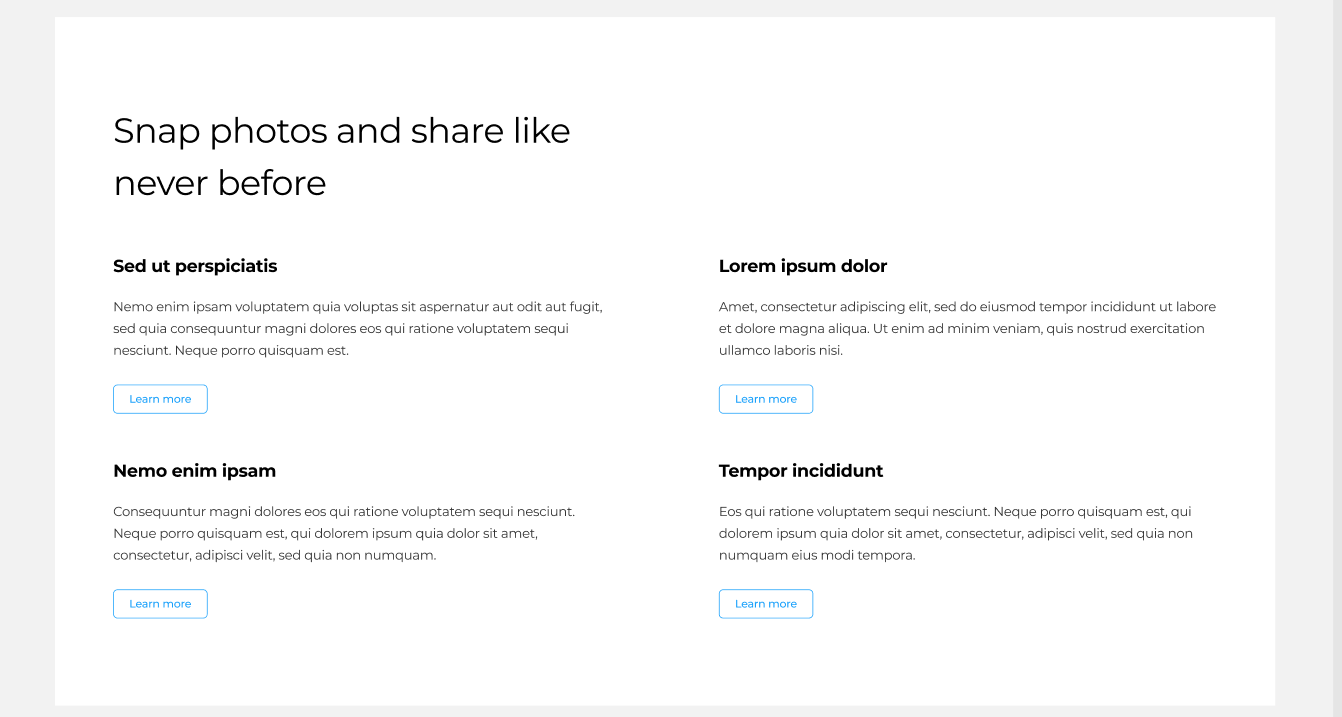 Snap photos and share like
never before
Sed ut perspiciatis
Nemo enim ipsam voluptatem quia voluptas sit aspernatur aut odit aut fugit,
sed quia consequuntur magni dolores eos qui ratione voluptatem sequi
nesciunt. Neque porro quisquam est.
Learn more
Lorem ipsum dolor
Amet, consectetur adipiscing elit, sed do eiusmod tempor incididunt ut labore
et dolore magna aliqua. Ut enim ad minim veniam, quis nostrud exercitation
ullamco laboris nisi.
Learn more
Nemo enim ipsam
Consequuntur magni dolores eos qui ratione voluptatem sequi nesciunt.
Neque porro quisquam est, qui dolorem ipsum quia dolor sit amet,
consectetur, adipisci velit, sed quia non numquam.
Learn more
Tempor incididunt
Eos qui ratione voluptatem sequi nesciunt. Neque porro quisquam est, qui
dolorem ipsum quia dolor sit amet, consectetur, adipisci velit, sed quia non
numquam eius modi tempora.
Learn more